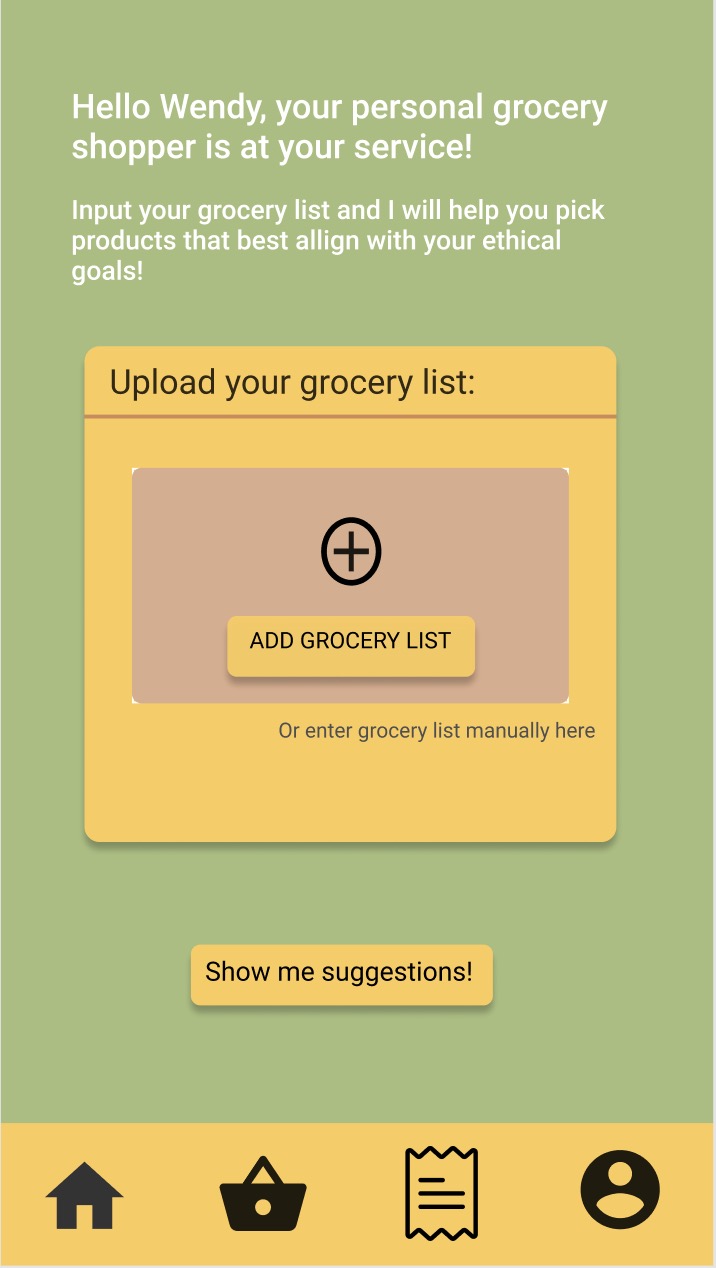 Hello Wendy, your personal grocery
shopper is at your service!
Input your grocery list and I will help you pick
products that best allign with your ethical
goals!
Upload your grocery list:
ADD GROCERY LIST
Or enter grocery list manually here
Show me suggestions!